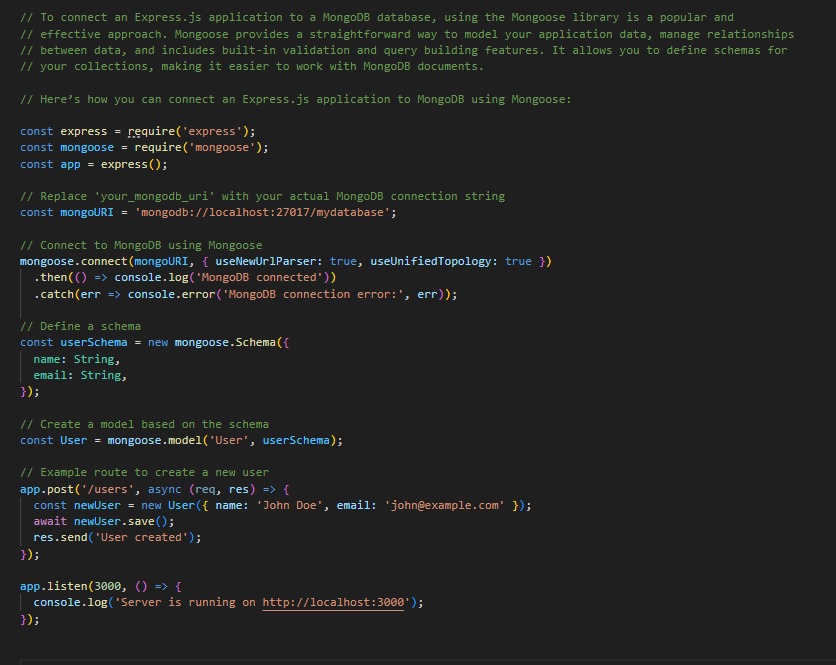 // To connect an Express.js application to a MongoDB database, using the Mongoose library is a popular and
// effective approach. Mongoose provides a straightforward way to model your application data, manage relationships
// between data, and includes built-in validation and query building features. It allows you to define schemas for
// your collections, making it easier to work with MongoDB documents.
// Here's how you can connect an Express.js application to MongoDB using Mongoose:
const express = require('express');
const mongoose = require('mongoose');
const app = express();
// Replace 'your_mongodb_uri' with your actual MongoDB connection string
const mongoURI = 'mongodb://localhost:27017/mydatabase';
// Connect to MongoDB using Mongoose
mongoose.connect(mongoURI, { useNewUrlParser: true, useUnifiedTopology: true })
  .then(() => console.log('MongoDB connected'))
  .catch(err => console.error('MongoDB connection error:', err));
// Define a schema
const userSchema = new mongoose.Schema({
  name: String,
  email: String,
});
// Create a model based on the schema
const User = mongoose.model('User', userSchema);
// Example route to create a new user
app.post('/users', async (req, res) => {
  const newUser = new User({ name: 'John Doe', email: 'john@example.com' });
  await newUser.save();
  res.send('User created');
});
app.listen(3000, () => {
  console.log('Server is running on http://localhost:3000');
});